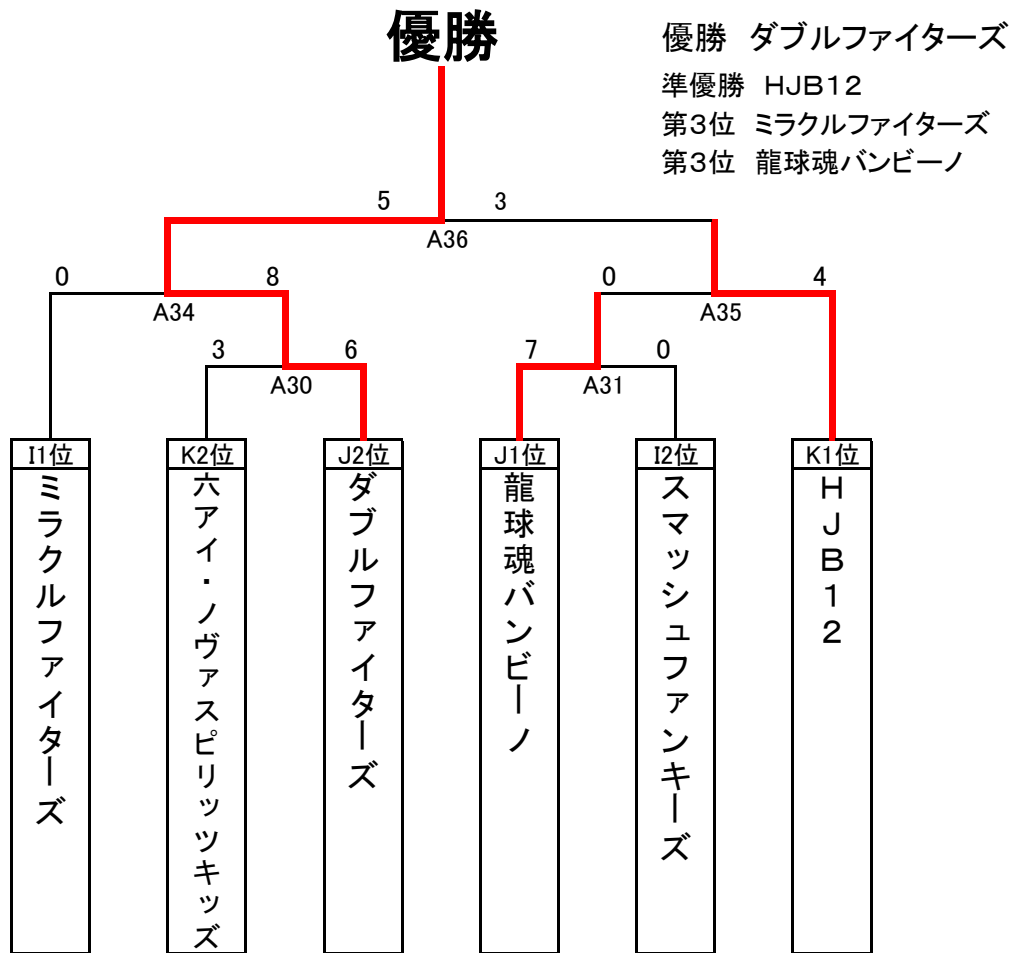 優勝
優勝 ダブルファイターズ
準優勝 ＨＪＢ１２
第3位 ミラクルファイターズ
第3位 龍球魂バンビーノ
5 3
A36
0 8 0 4
A34 A35
3 6 7 0
A30 A31
I1位 K2位 J2位 J1位 I2位 K1位
ミラクルファイターズ
六アイ・ノヴァスピリッツキッズ
ダブルファイターズ
龍球魂バンビーノ
スマッシュファンキーズ
ＨＪＢ１２